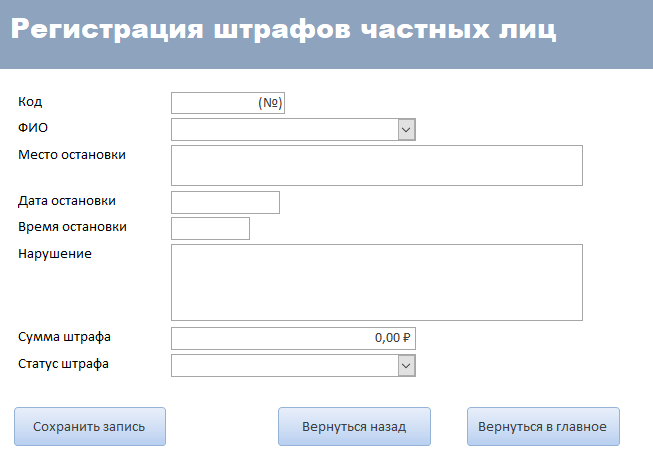 Регистрация штрафов частных лиц
Код (№)
ФИО
Место остановки
Дата остановки
Время остановки
Нарушение
Сумма штрафа 0,00 ₽
Статус штрафа
Сохранить запись Вернуться назад Вернуться в главное